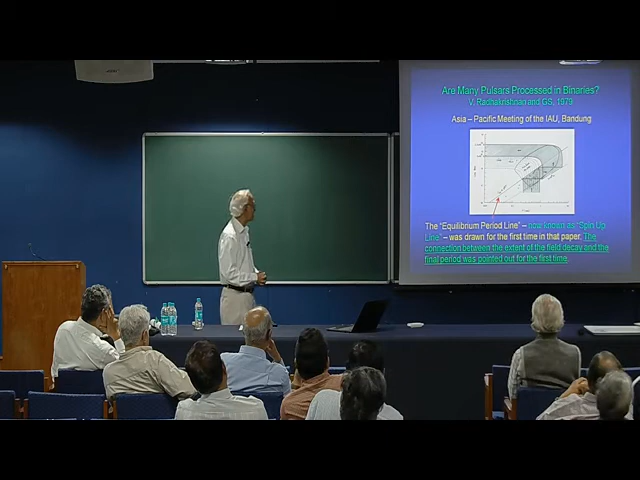 Are Many Pulsars Processed in Binaries?
V. Radhakrishnan and GS, 1979
Asia – Pacific Meeting of the IAU, Bandung
The “Equilibrium Period Line” – now known as “Spin Up
Line” – was drawn for the first time in that paper. The
connection between the extent of the field decay and the
final period was pointed out for the first time.